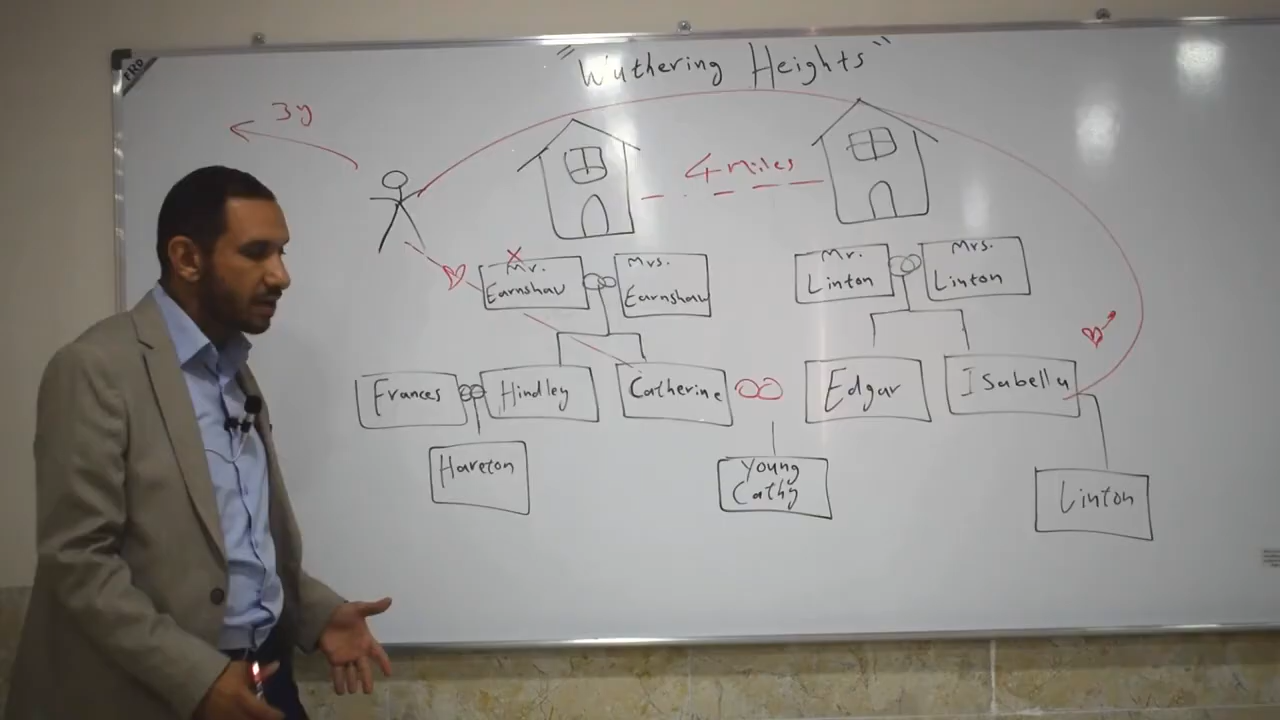 FRD
"Wuthering Heights"
3y
4 miles
Mr.
Earnshaw
Mrs.
Earnshaw
Mr.
Linton
Mrs.
Linton
Frances
Hindley
Catherine
Edgar
Isabella
Hareton
Young
Cathy
Linton